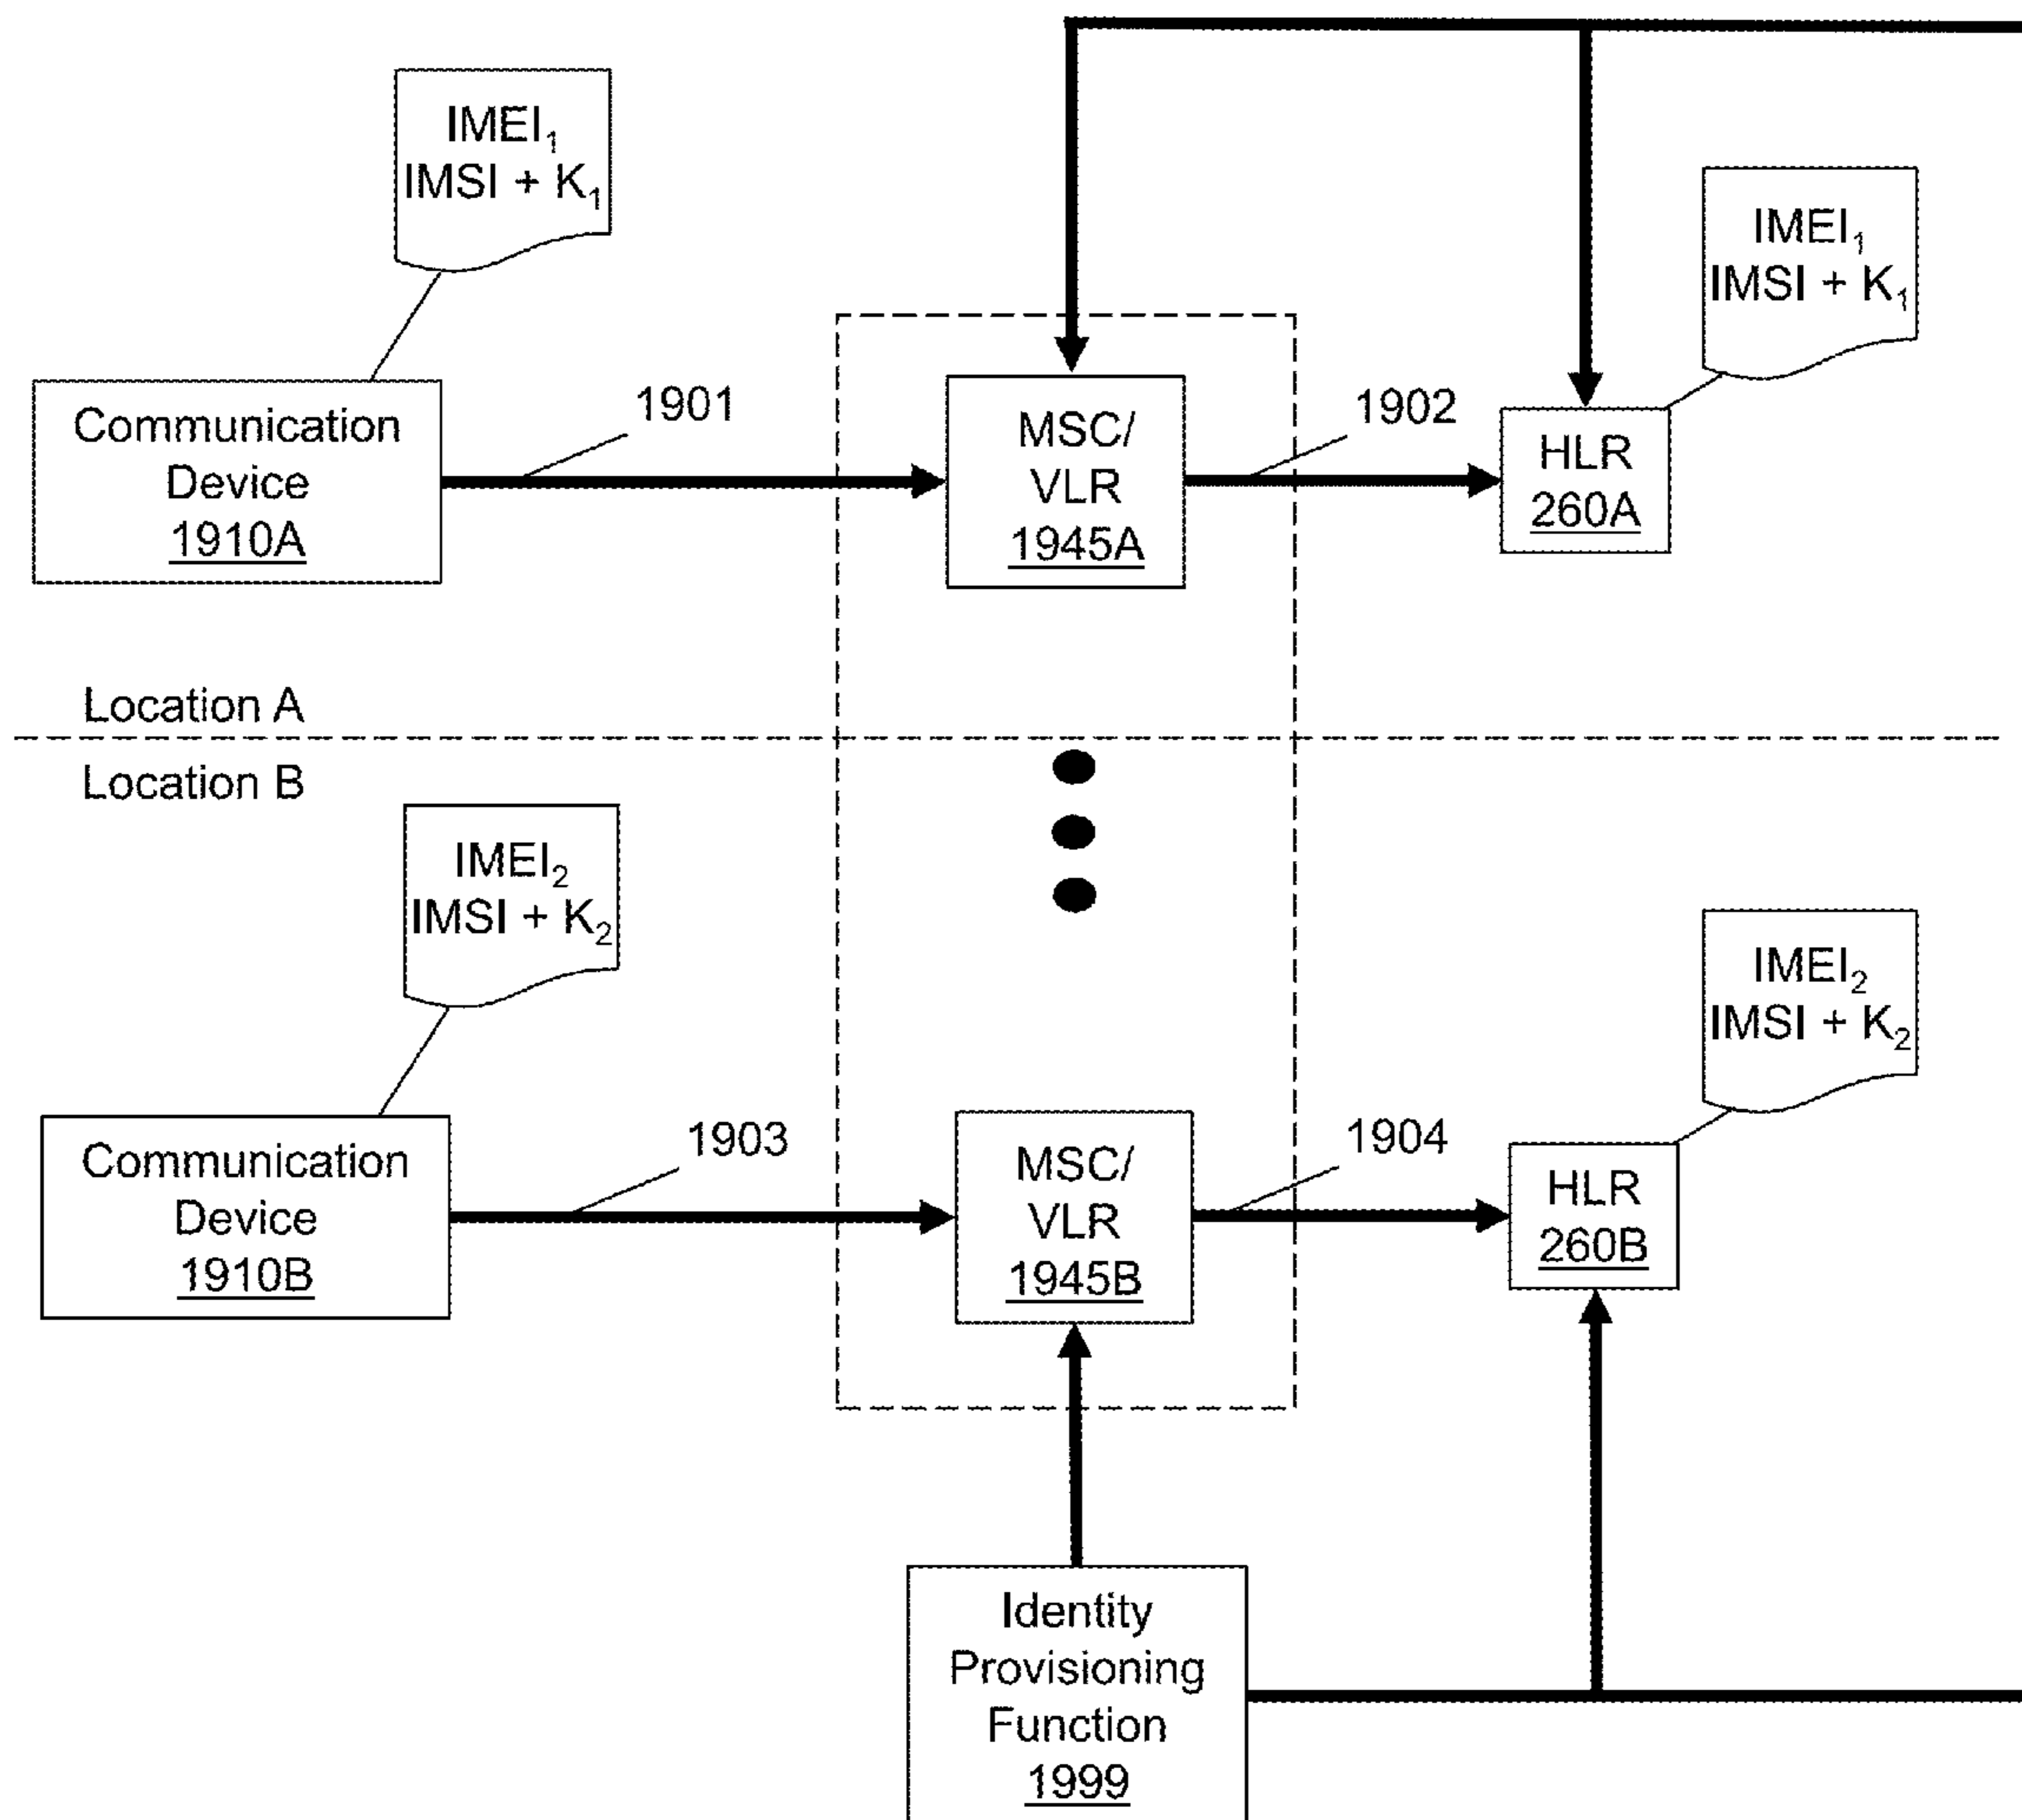 IMEI₁
IMSI + K₁
IMEI₁
IMSI + K₁
Communication
Device
1910A
1901
MSC/
VLR
1945A
1902
HLR
260A
Location A
Location B
IMEI₂
IMSI + K₂
IMEI₂
IMSI + K₂
Communication
Device
1910B
1903
MSC/
VLR
1945B
1904
HLR
260B
Identity
Provisioning
Function
1999